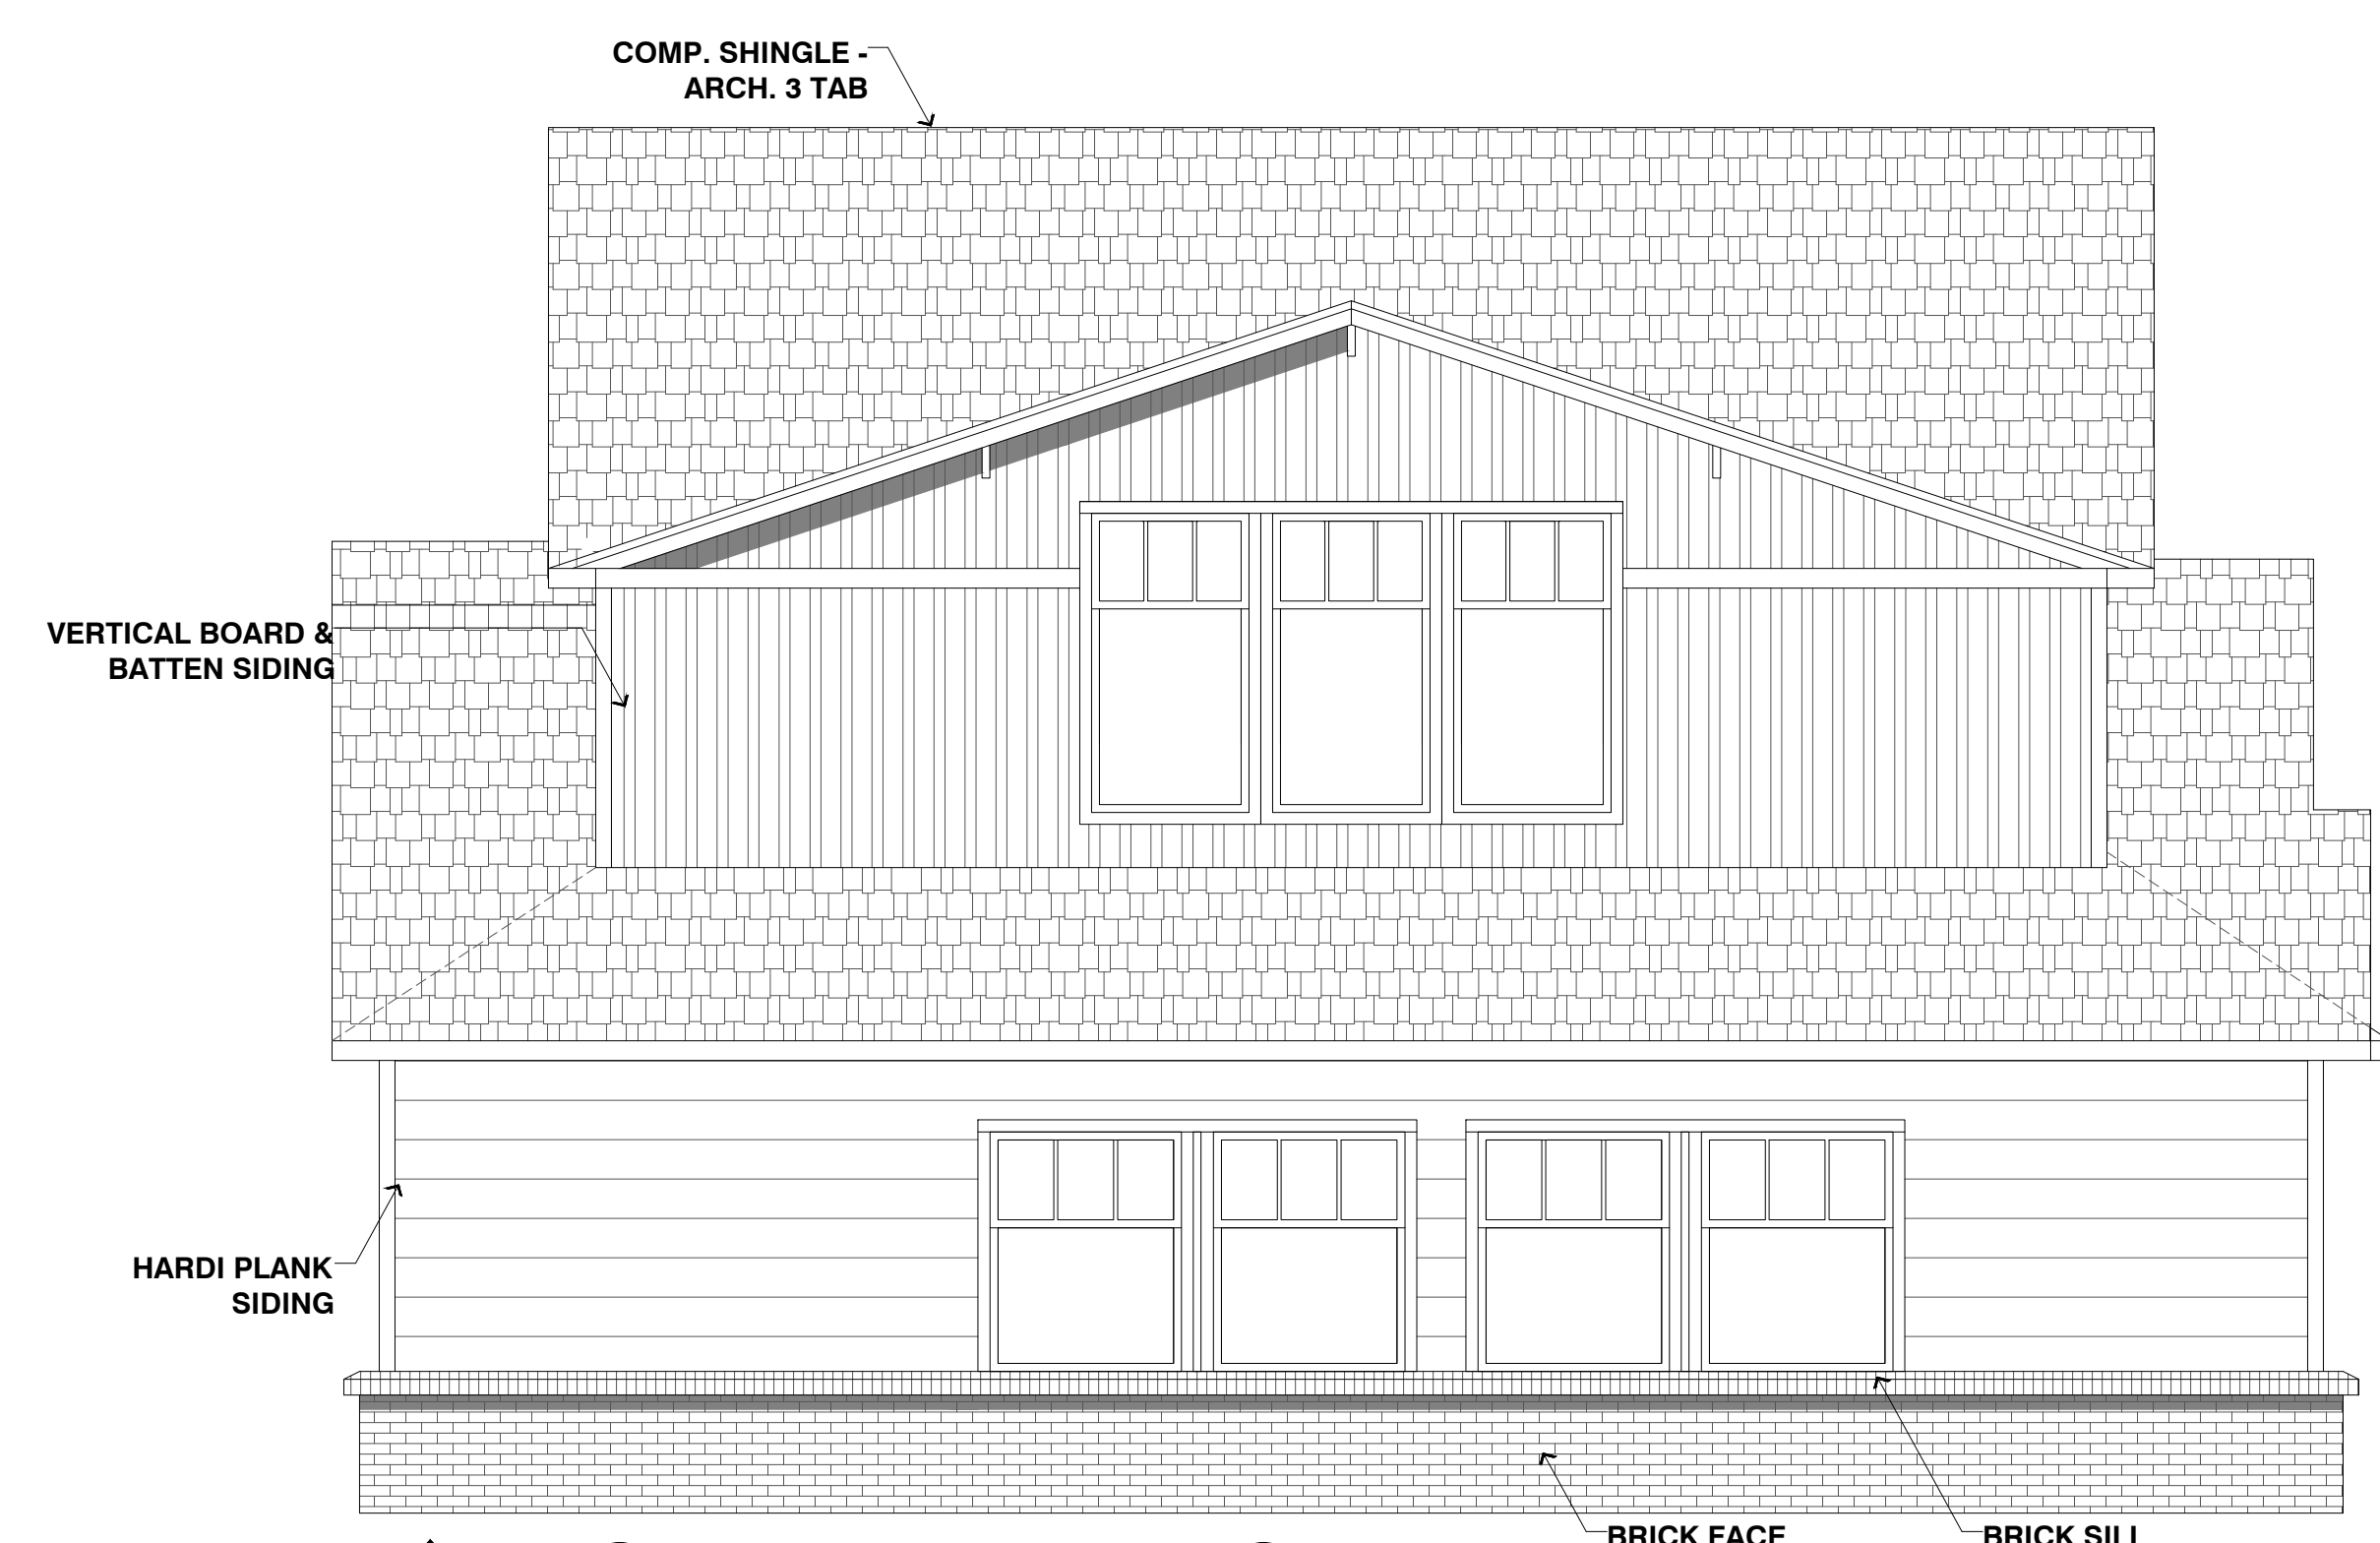 COMP. SHINGLE -
ARCH. 3 TAB
VERTICAL BOARD &
BATTEN SIDING
HARDI PLANK
SIDING
BRICK FACE
BRICK SILL